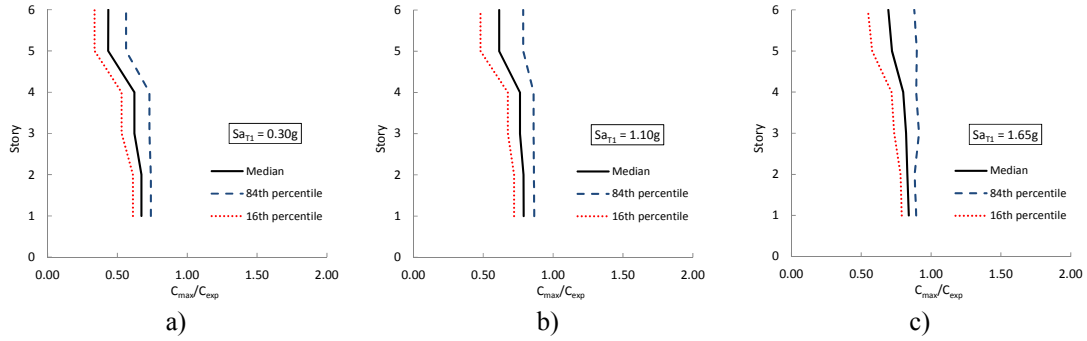 6
5
4
3
2
1
0
Story
Sa_T1 = 0.30g
Median
84th percentile
16th percentile
0.00 0.50 1.00 1.50 2.00
C_max/C_exp
a)
6
5
4
3
2
1
0
Story
Sa_T1 = 1.10g
Median
84th percentile
16th percentile
0.00 0.50 1.00 1.50 2.00
C_max/C_exp
b)
6
5
4
3
2
1
0
Story
Sa_T1 = 1.65g
Median
84th percentile
16th percentile
0.00 0.50 1.00 1.50 2.00
C_max/C_exp
c)